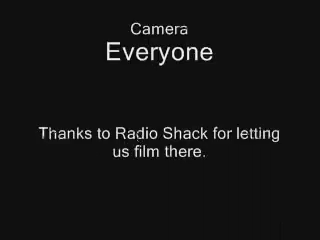 Camera
Everyone
Thanks to Radio Shack for letting
us film there.